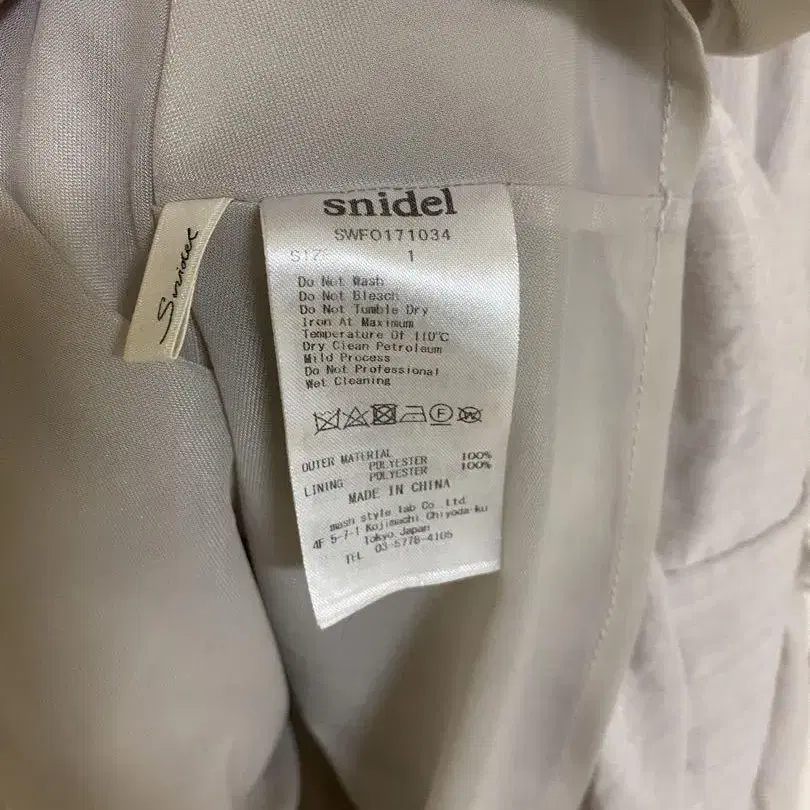 snidel
SWFO171034
SIZE 1
Do Not Wash
Do Not Bleach
Do Not Tumble Dry
Iron At Maximum
Temperature Of 110℃
Dry Clean Petroleum
Mild Process
Do Not Professional
Wet Cleaning
F
OUTER MATERIAL
POLYESTER 100%
LINING POLYESTER 100%
MADE IN CHINA
mash style lab Co. Ltd.
4F 5-7-1 Kojimachi Chiyoda-ku
Tokyo Japan
TEL 03-5778-4105
Snidel